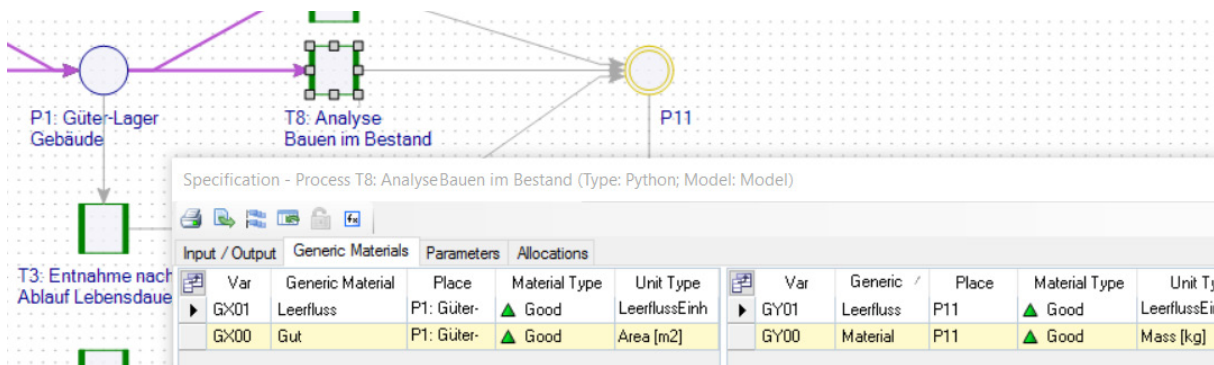 P1: Güter-Lager
Gebäude
T8: Analyse
Bauen im Bestand
P11
T3: Entnahme nach
Ablauf Lebensdaue
Specification - Process T8: AnalyseBauen im Bestand (Type: Python; Model: Model)
Input / Output Generic Materials Parameters Allocations
Var Generic Material Place Material Type Unit Type Var Generic Place Material Type Unit Ty
GX01 Leerfluss P1: Güter- Good LeerflussEinh GY01 Leerfluss P11 Good LeerflussEi
GX00 Gut P1: Güter- Good Area [m2] GY00 Material P11 Good Mass [kg]